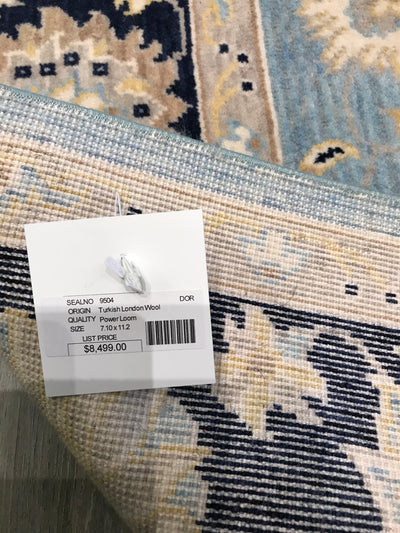 SEALNO 9504 DOR
ORIGIN Turkish London Wool
QUALITY Power Loom
SIZE 7.10 x 11.2
LIST PRICE
$8,499.00